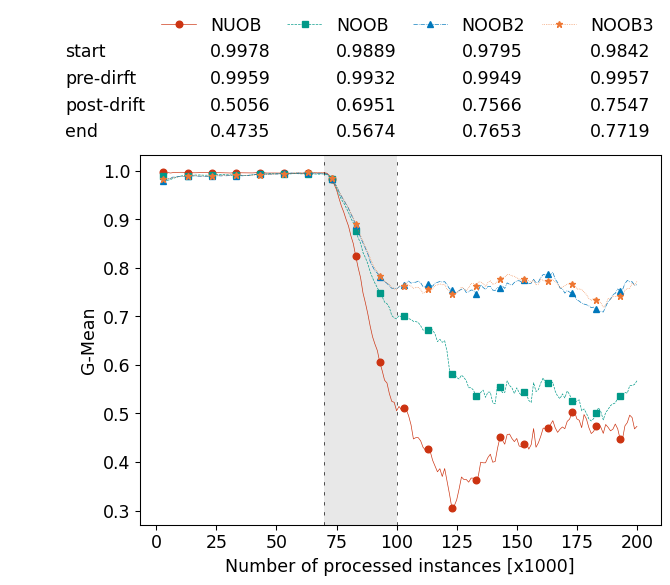 NUOB NOOB NOOB2 NOOB3
start 0.9978 0.9889 0.9795 0.9842
pre-dirft 0.9959 0.9932 0.9949 0.9957
post-drift 0.5056 0.6951 0.7566 0.7547
end 0.4735 0.5674 0.7653 0.7719
1.0
0.9
0.8
0.7
0.6
0.5
0.4
0.3
G-Mean
0 25 50 75 100 125 150 175 200
Number of processed instances [x1000]